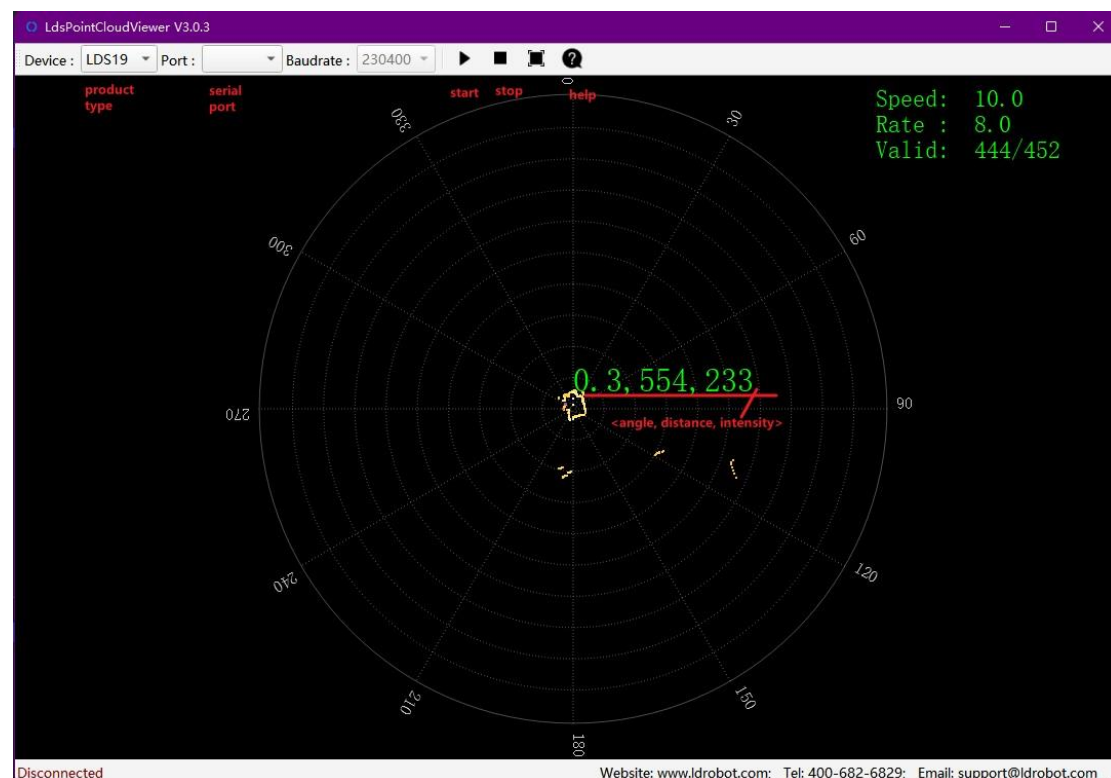 LdsPointCloudViewer V3.0.3
Device : LDS19 Port : Baudrate : 230400
product type
serial port
start
stop
help
Speed: 10.0
Rate : 8.0
Valid: 444/452
0
30
60
90
120
150
180
210
240
270
300
330
0.3,554,233
<angle, distance, intensity>
Disconnected
Website: www.ldrobot.com; Tel: 400-682-6829; Email: support@ldrobot.com